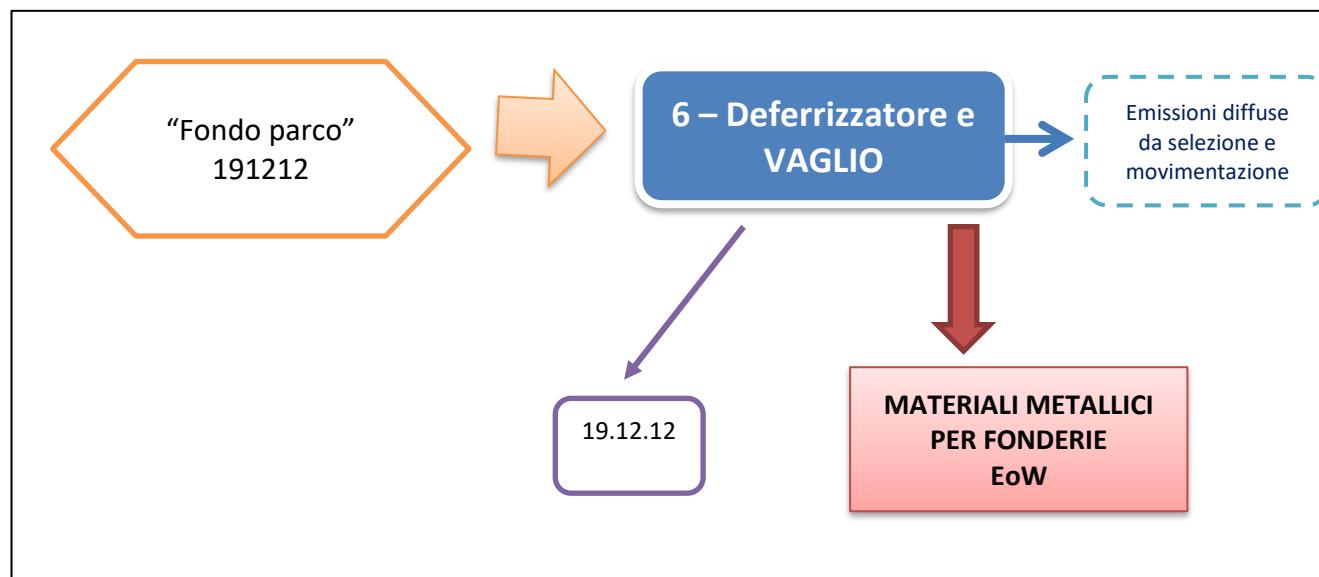 “Fondo parco”
191212
6 – Deferrizzatore e
VAGLIO
Emissioni diffuse
da selezione e
movimentazione
19.12.12
MATERIALI METALLICI
PER FONDERIE
EoW